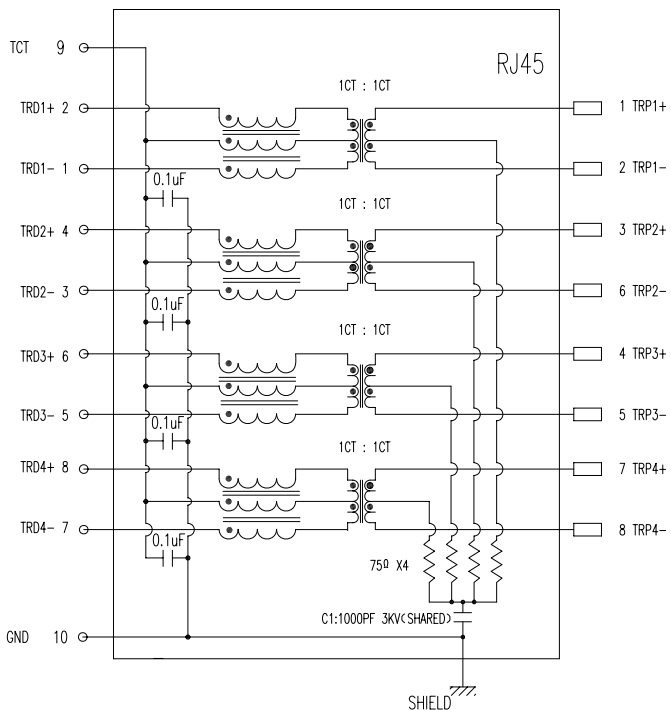 TCT 9
RJ45
1CT : 1CT
TRD1+ 2
1 TRP1+
TRD1- 1
2 TRP1-
0.1uF
1CT : 1CT
TRD2+ 4
3 TRP2+
TRD2- 3
6 TRP2-
0.1uF
1CT : 1CT
TRD3+ 6
4 TRP3+
TRD3- 5
5 TRP3-
0.1uF
1CT : 1CT
TRD4+ 8
7 TRP4+
TRD4- 7
8 TRP4-
0.1uF
75Ω X4
C1:1000PF 3KV(SHARED)
GND 10
SHIELD